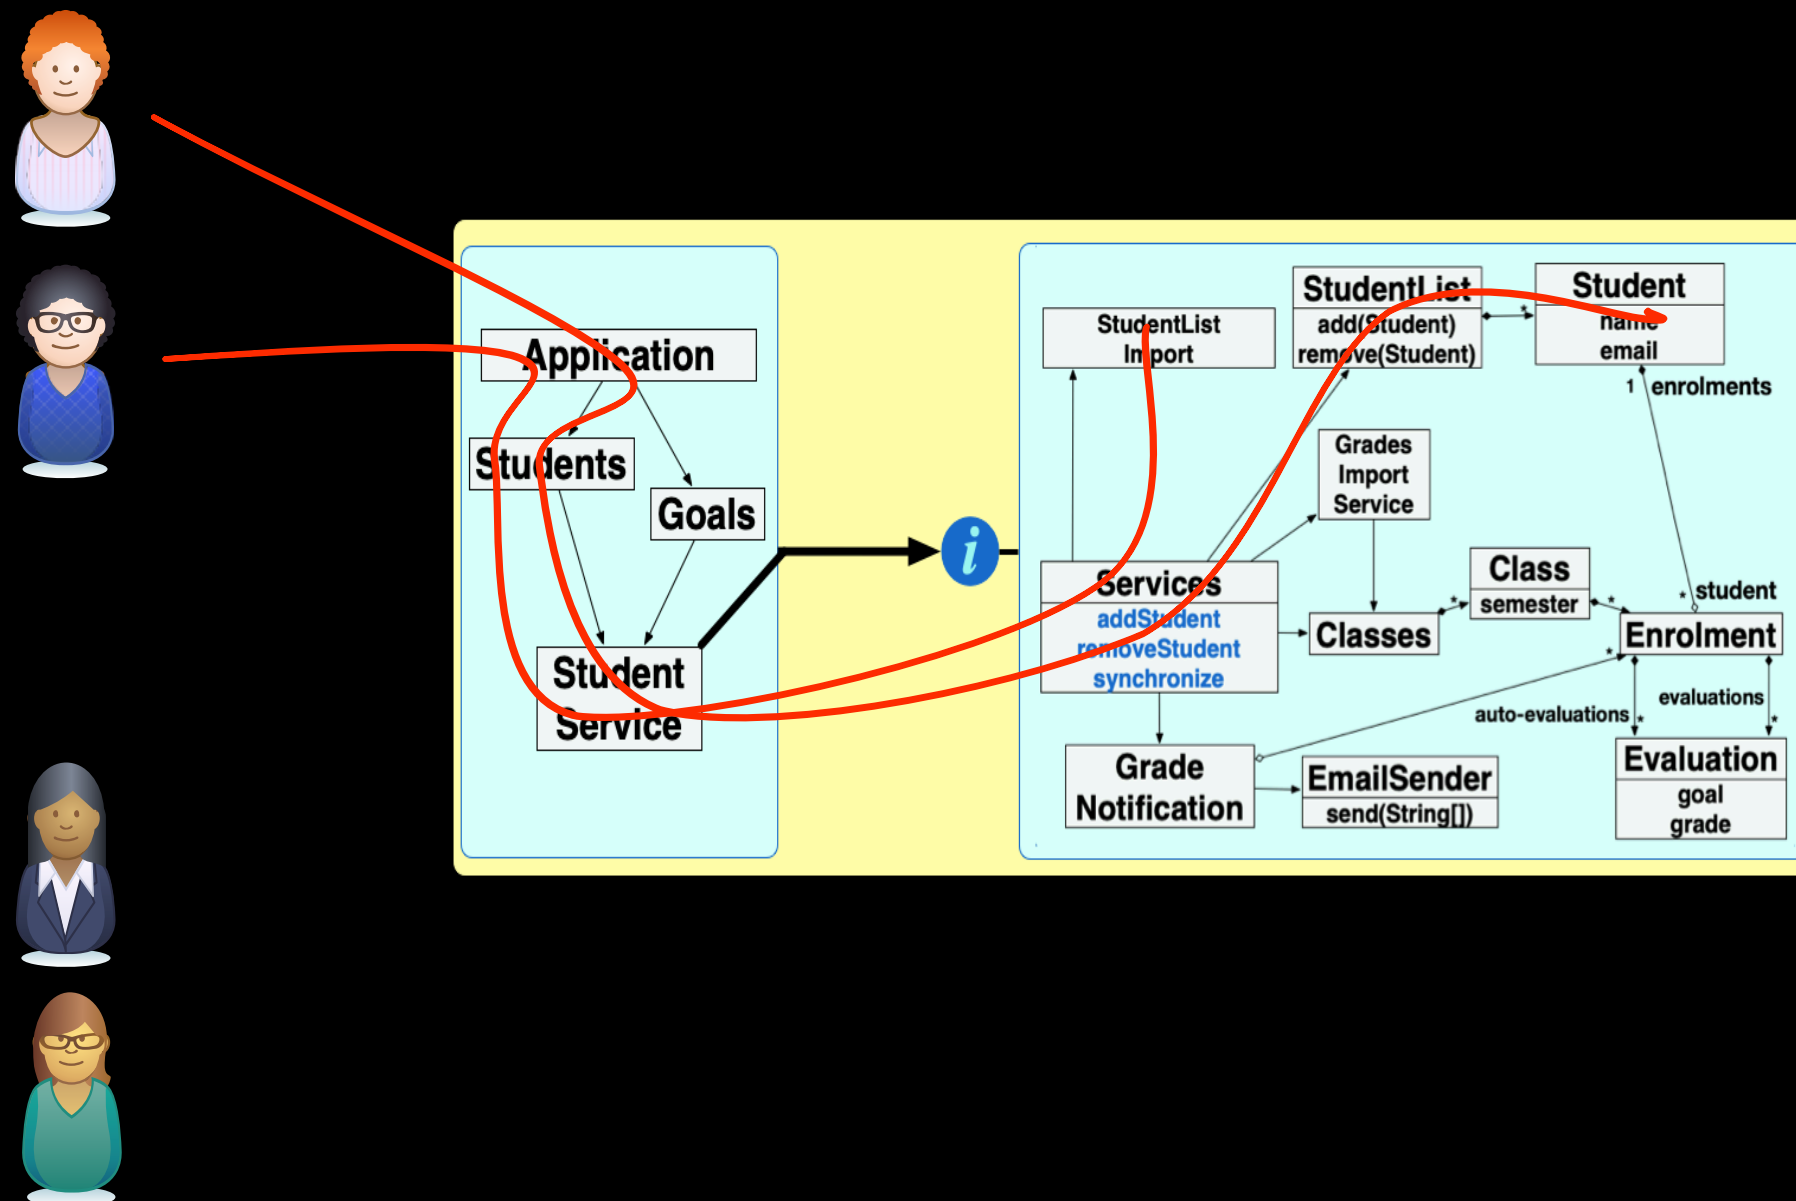 Application
Students
Goals
Student
Service
i
StudentList
Import
StudentList
add(Student)
remove(Student)
*
Student
name
email
1 enrolments
Grades
Import
Service
Services
addStudent
removeStudent
synchronize
Classes
*
Class
semester
*
* student
Enrolment
*
auto-evaluations *
evaluations
*
Grade
Notification
EmailSender
send(String[])
Evaluation
goal
grade